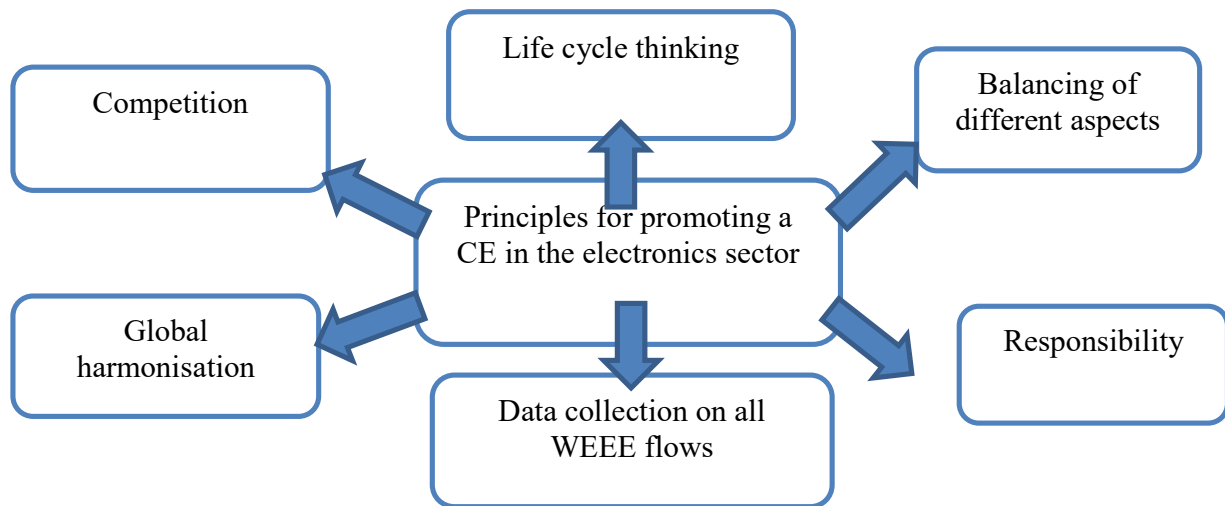 Life cycle thinking
Competition
Balancing of
different aspects
Principles for promoting a
CE in the electronics sector
Global
harmonisation
Responsibility
Data collection on all
WEEE flows